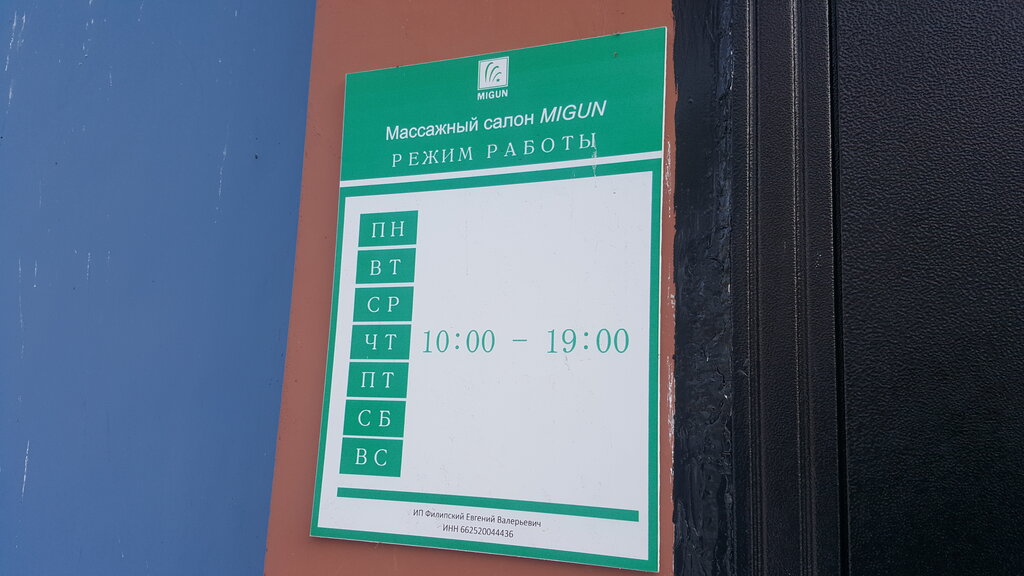 MIGUN
Массажный салон MIGUN
РЕЖИМ РАБОТЫ
ПН
ВТ
СР
ЧТ 10:00 - 19:00
ПТ
СБ
ВС
ИП Филипский Евгений Валерьевич
ИНН 662520044436